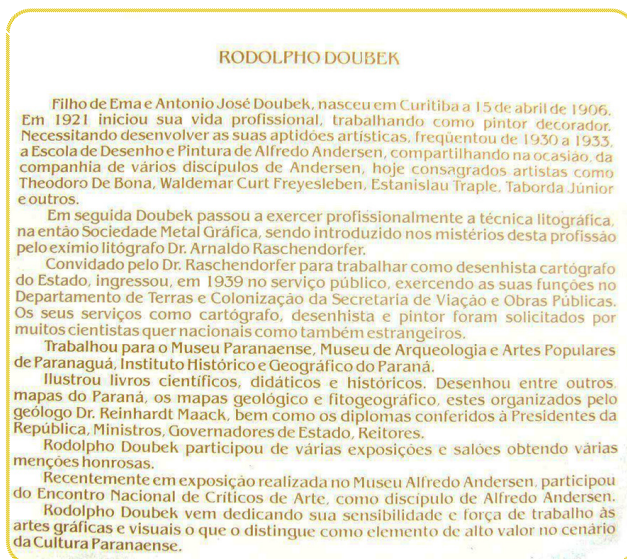 RODOLPHO DOUBEK
Filho de Ema e Antonio José Doubek, nasceu em Curitiba a 15 de abril de 1906.
Em 1921 iniciou sua vida profissional, trabalhando como pintor decorador.
Necessitando desenvolver as suas aptidões artísticas, freqüentou de 1930 a 1933,
a Escola de Desenho e Pintura de Alfredo Andersen, compartilhando na ocasião, da
companhia de vários discípulos de Andersen, hoje consagrados artistas como
Theodoro De Bona, Waldemar Curt Freyesleben, Estanislau Traple, Taborda Júnior
e outros.
Em seguida Doubek passou a exercer profissionalmente a técnica litográfica,
na então Sociedade Metal Gráfica, sendo introduzido nos mistérios desta profissão
pelo exímio litógrafo Dr. Arnaldo Raschendorfer.
Convidado pelo Dr. Raschendorfer para trabalhar como desenhista cartógrafo
do Estado, ingressou, em 1939 no serviço público, exercendo as suas funções no
Departamento de Terras e Colonização da Secretaria de Viação e Obras Públicas.
Os seus serviços como cartógrafo, desenhista e pintor foram solicitados por
muitos cientistas quer nacionais como também estrangeiros.
Trabalhou para o Museu Paranaense, Museu de Arqueologia e Artes Populares
de Paranaguá, Instituto Histórico e Geográfico do Paraná.
Ilustrou livros científicos, didáticos e históricos. Desenhou entre outros,
mapas do Paraná, os mapas geológico e fitogeográfico, estes organizados pelo
geólogo Dr. Reinhardt Maack, bem como os diplomas conferidos à Presidentes da
República, Ministros, Governadores de Estado, Reitores.
Rodolpho Doubek participou de várias exposições e salões obtendo várias
menções honrosas.
Recentemente em exposição realizada no Museu Alfredo Andersen, participou
do Encontro Nacional de Críticos de Arte, como discípulo de Alfredo Andersen.
Rodolpho Doubek vem dedicando sua sensibilidade e força de trabalho às
artes gráficas e visuais o que o distingue como elemento de alto valor no cenário
da Cultura Paranaense.